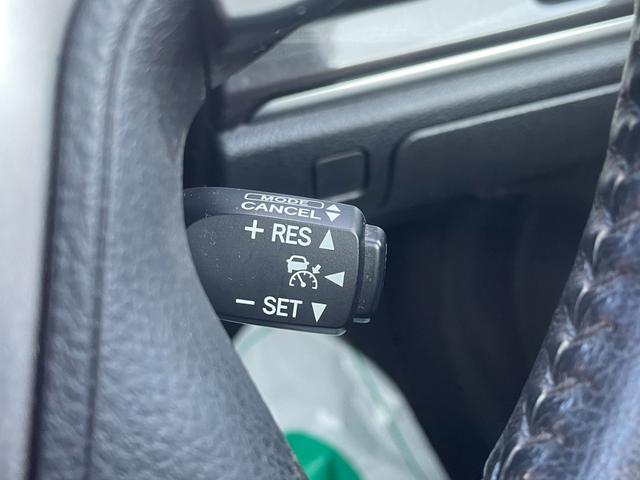 MODE
CANCEL
+ RES
- SET